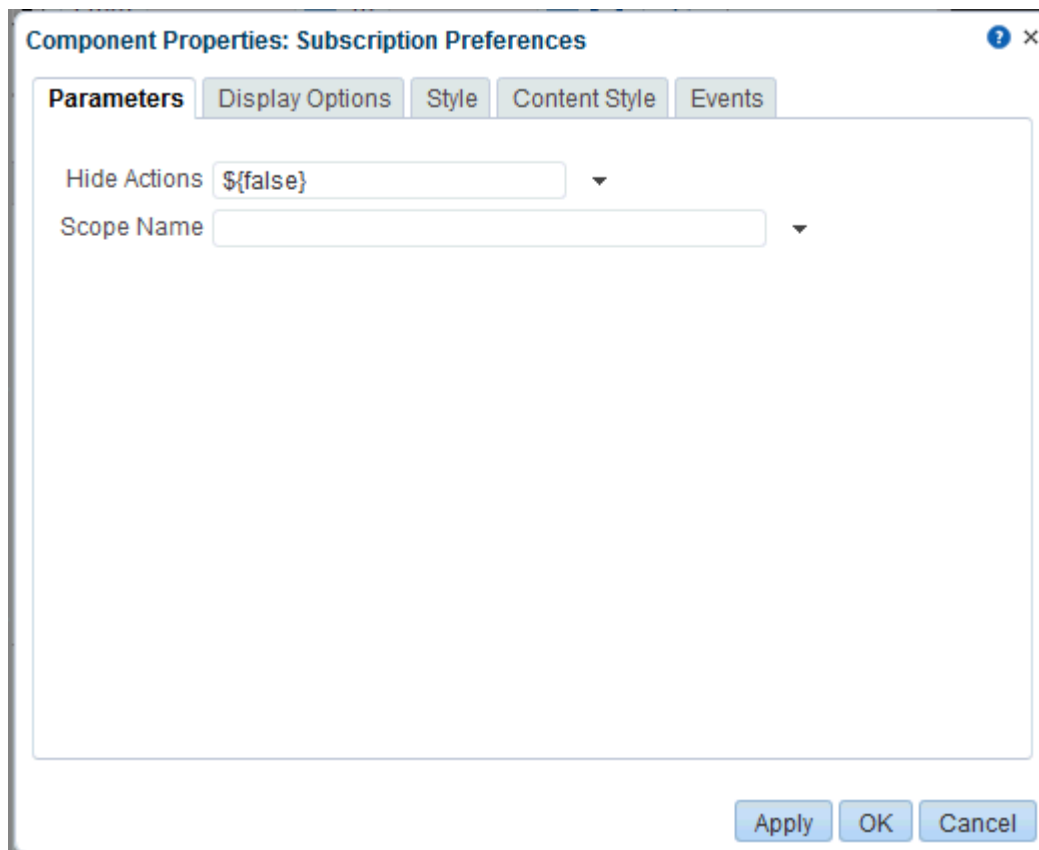 Component Properties: Subscription Preferences ? ×
Parameters Display Options Style Content Style Events
Hide Actions ${false}
Scope Name
Apply OK Cancel